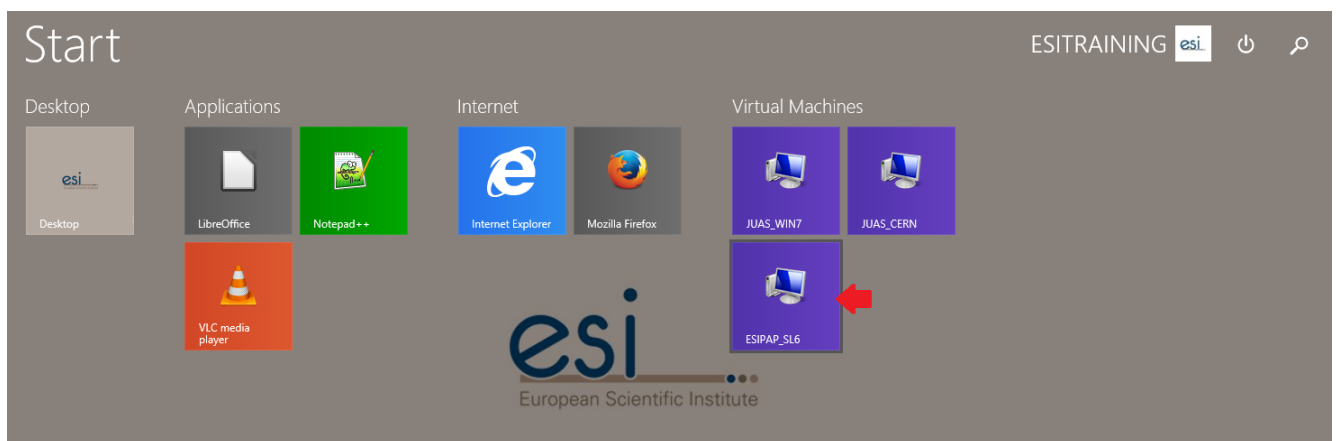 Start
ESITRAINING
esi
Desktop
Applications
Internet
Virtual Machines
esi
Desktop
LibreOffice
Notepad++
Internet Explorer
Mozilla Firefox
JUAS_WIN7
JUAS_CERN
VLC media
player
ESIPAP_SL6
esi
European Scientific Institute